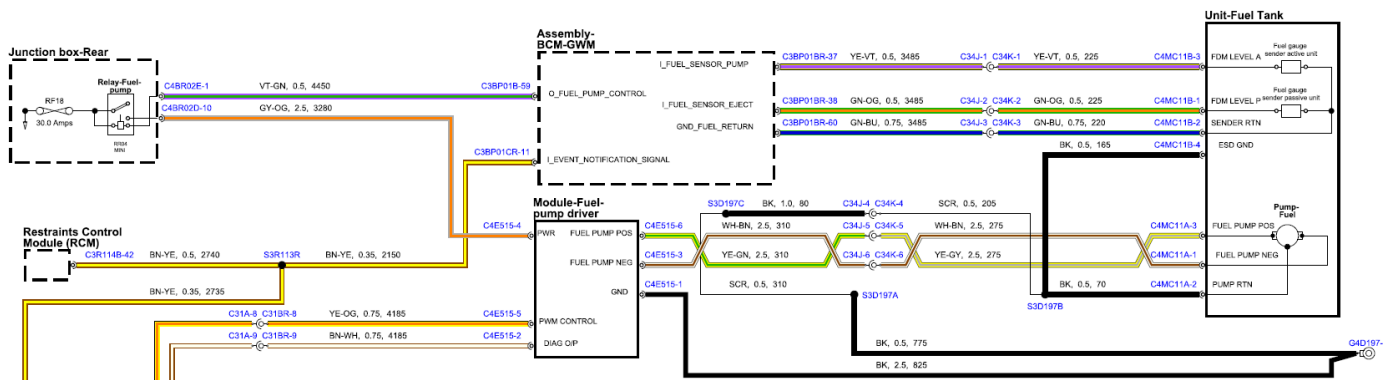 Unit-Fuel Tank
Assembly-
BCM-GWM
Junction box-Rear
C3BP01BR-37 YE-VT, 0.5, 3485 C34J-1 C34K-1 YE-VT, 0.5, 225 C4MC11B-3
Fuel gauge
sender active unit
I_FUEL_SENSOR_PUMP
FDM LEVEL A
Relay-Fuel-
pump
C4BR02E-1 VT-GN, 0.5, 4450 C3BP01B-59
O_FUEL_PUMP_CONTROL
RF18
30.0 Amps
RR04
MINI
C4BR02D-10 GY-OG, 2.5, 3280
Fuel gauge
sender passive unit
I_FUEL_SENSOR_EJECT
C3BP01BR-38 GN-OG, 0.5, 3485 C34J-2 C34K-2 GN-OG, 0.5, 225 C4MC11B-1
FDM LEVEL P
GND_FUEL_RETURN
C3BP01BR-60 GN-BU, 0.75, 3485 C34J-3 C34K-3 GN-BU, 0.75, 220 C4MC11B-2
SENDER RTN
BK, 0.5, 165 C4MC11B-4
ESD GND
C3BP01CR-11
I_EVENT_NOTIFICATION_SIGNAL
Module-Fuel-
pump driver
S3D197C BK, 1.0, 80 C34J-4 C34K-4 SCR, 0.5, 205
Pump-
Fuel
C4E515-4
PWR
FUEL PUMP POS
C4E515-6 WH-BN, 2.5, 310 C34J-5 C34K-5 WH-BN, 2.5, 275 C4MC11A-3
FUEL PUMP POS
Restraints Control
Module (RCM)
C3R114B-42 BN-YE, 0.5, 2740 S3R113R BN-YE, 0.35, 2150
FUEL PUMP NEG
C4E515-3 YE-GN, 2.5, 310 C34J-6 C34K-6 YE-GY, 2.5, 275 C4MC11A-1
FUEL PUMP NEG
GND
C4E515-1 SCR, 0.5, 310 S3D197A
BK, 0.5, 70 C4MC11A-2
PUMP RTN
S3D197B
BN-YE, 0.35, 2735
C31A-8 C31BR-8 YE-OG, 0.75, 4185 C4E515-5
PWM CONTROL
C31A-9 C31BR-9 BN-WH, 0.75, 4185 C4E515-2
DIAG O/P
BK, 0.5, 775
G4D197-
BK, 2.5, 825